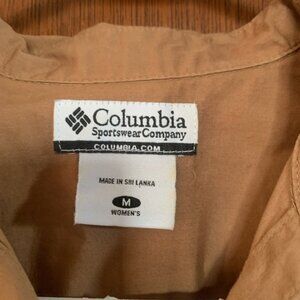 Columbia
Sportswear Company
COLUMBIA.COM
MADE IN SRI LANKA
M
WOMEN'S